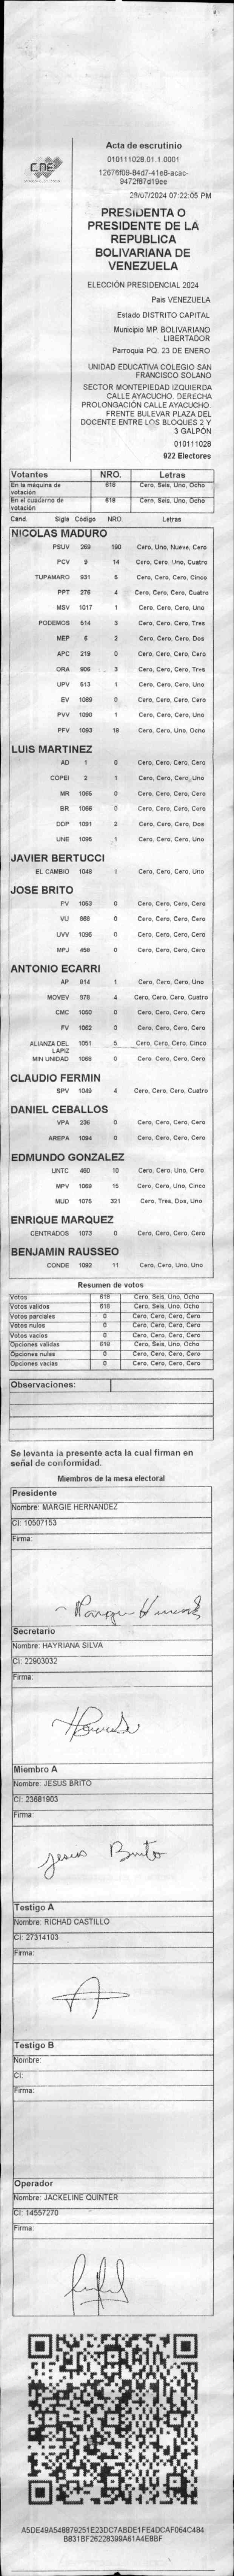 CNE
Acta de escrutinio
010111028.01.1.0001
12676f09-84d7-41e8-acac-
9472f87d19ee
28/07/2024 07:22:05 PM
PRESIDENTA O
PRESIDENTE DE LA
REPUBLICA
BOLIVARIANA DE
VENEZUELA
ELECCIÓN PRESIDENCIAL 2024
Pais VENEZUELA
Estado DISTRITO CAPITAL
Municipio MP. BOLIVARIANO
LIBERTADOR
Parroquia PQ. 23 DE ENERO
UNIDAD EDUCATIVA COLEGIO SAN
FRANCISCO SOLANO
SECTOR MONTEPIEDAD IZQUIERDA
CALLE AYACUCHO. DERECHA
PROLONGACIÓN CALLE AYACUCHO.
FRENTE BULEVAR PLAZA DEL
DOCENTE ENTRE LOS BLOQUES 2 Y
3 GALPÓN
010111028
922 Electores
Votantes NRO. Letras
En la máquina de votación 618 Cero, Seis, Uno, Ocho
En el cuaderno de votación 618 Cero, Seis, Uno, Ocho
Cand. Sigla Código NRO. Letras
NICOLAS MADURO
PSUV 269 190 Cero, Uno, Nueve, Cero
PCV 9 14 Cero, Cero, Uno, Cuatro
TUPAMARO 931 5 Cero, Cero, Cero, Cinco
PPT 276 4 Cero, Cero, Cero, Cuatro
MSV 1017 1 Cero, Cero, Cero, Uno
PODEMOS 514 3 Cero, Cero, Cero, Tres
MEP 6 2 Cero, Cero, Cero, Dos
APC 219 0 Cero, Cero, Cero, Cero
ORA 906 3 Cero, Cero, Cero, Tres
UPV 513 1 Cero, Cero, Cero, Uno
EV 1089 0 Cero, Cero, Cero, Cero
PVV 1090 1 Cero, Cero, Cero, Uno
PFV 1093 18 Cero, Cero, Uno, Ocho
LUIS MARTINEZ
AD 1 0 Cero, Cero, Cero, Cero
COPEI 2 1 Cero, Cero, Cero, Uno
MR 1065 0 Cero, Cero, Cero, Cero
BR 1068 0 Cero, Cero, Cero, Cero
DDP 1091 2 Cero, Cero, Cero, Dos
UNE 1095 1 Cero, Cero, Cero, Uno
JAVIER BERTUCCI
EL CAMBIO 1048 1 Cero, Cero, Cero, Uno
JOSE BRITO
PV 1053 0 Cero, Cero, Cero, Cero
VU 868 0 Cero, Cero, Cero, Cero
UVV 1096 0 Cero, Cero, Cero, Cero
MPJ 458 0 Cero, Cero, Cero, Cero
ANTONIO ECARRI
AP 814 1 Cero, Cero, Cero, Uno
MOVEV 978 4 Cero, Cero, Cero, Cuatro
CMC 1050 0 Cero, Cero, Cero, Cero
FV 1062 0 Cero, Cero, Cero, Cero
ALIANZA DEL LAPIZ 1051 5 Cero, Cero, Cero, Cinco
MIN UNIDAD 1068 0 Cero, Cero, Cero, Cero
CLAUDIO FERMIN
SPV 1049 4 Cero, Cero, Cero, Cuatro
DANIEL CEBALLOS
VPA 236 0 Cero, Cero, Cero, Cero
AREPA 1094 0 Cero, Cero, Cero, Cero
EDMUNDO GONZALEZ
UNTC 460 10 Cero, Cero, Uno, Cero
MPV 1069 15 Cero, Cero, Uno, Cinco
MUD 1075 321 Cero, Tres, Dos, Uno
ENRIQUE MARQUEZ
CENTRADOS 1073 0 Cero, Cero, Cero, Cero
BENJAMIN RAUSSEO
CONDE 1092 11 Cero, Cero, Uno, Uno
Resumen de votos
Votos 618 Cero, Seis, Uno, Ocho
Votos validos 618 Cero, Seis, Uno, Ocho
Votos parciales 0 Cero, Cero, Cero, Cero
Votos nulos 0 Cero, Cero, Cero, Cero
Votos vacios 0 Cero, Cero, Cero, Cero
Opciones validas 618 Cero, Seis, Uno, Ocho
Opciones nulas 0 Cero, Cero, Cero, Cero
Opciones vacias 0 Cero, Cero, Cero, Cero
Observaciones:
Se levanta la presente acta la cual firman en
señal de conformidad.
Miembros de la mesa electoral
Presidente
Nombre: MARGIE HERNANDEZ
CI: 10507153
Firma:
Secretario
Nombre: HAYRIANA SILVA
CI: 22903032
Firma:
Miembro A
Nombre: JESUS BRITO
CI: 23681903
Firma:
Jesus Brito
Testigo A
Nombre: RICHAD CASTILLO
CI: 27314103
Firma:
Testigo B
Nombre:
CI:
Firma:
Operador
Nombre: JACKELINE QUINTER
CI: 14557270
Firma:
A5DE49A548879251E23DC7ABDE1FE4DCAF064C484
B831BF26228399A61A4E8BF